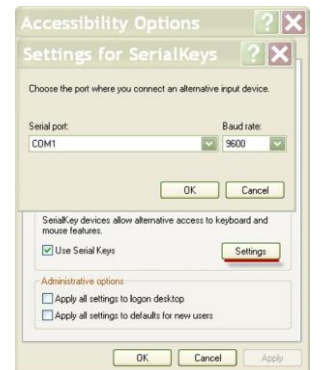 Accessibility Options
Settings for SerialKeys
Choose the port where you connect an alternative input device.
Serial port: Baud rate:
COM1 9600
OK Cancel
SerialKey devices allow alternative access to keyboard and
mouse features.
Use Serial Keys Settings
Administrative options
Apply all settings to logon desktop
Apply all settings to defaults for new users
OK Cancel Apply